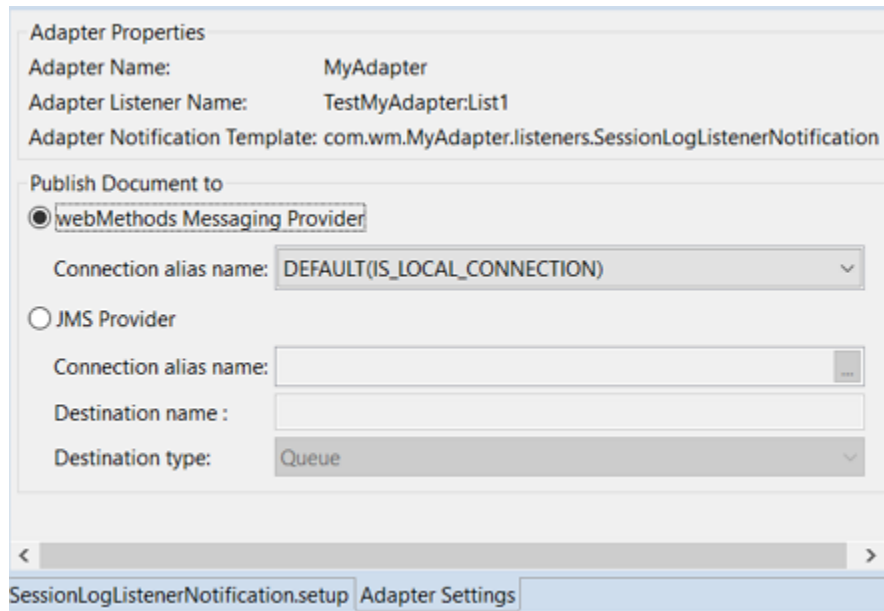 Adapter Properties
Adapter Name: MyAdapter
Adapter Listener Name: TestMyAdapter:List1
Adapter Notification Template: com.wm.MyAdapter.listeners.SessionLogListenerNotification
Publish Document to
webMethods Messaging Provider
Connection alias name: DEFAULT(IS_LOCAL_CONNECTION)
JMS Provider
Connection alias name: ...
Destination name :
Destination type: Queue
SessionLogListenerNotification.setup Adapter Settings